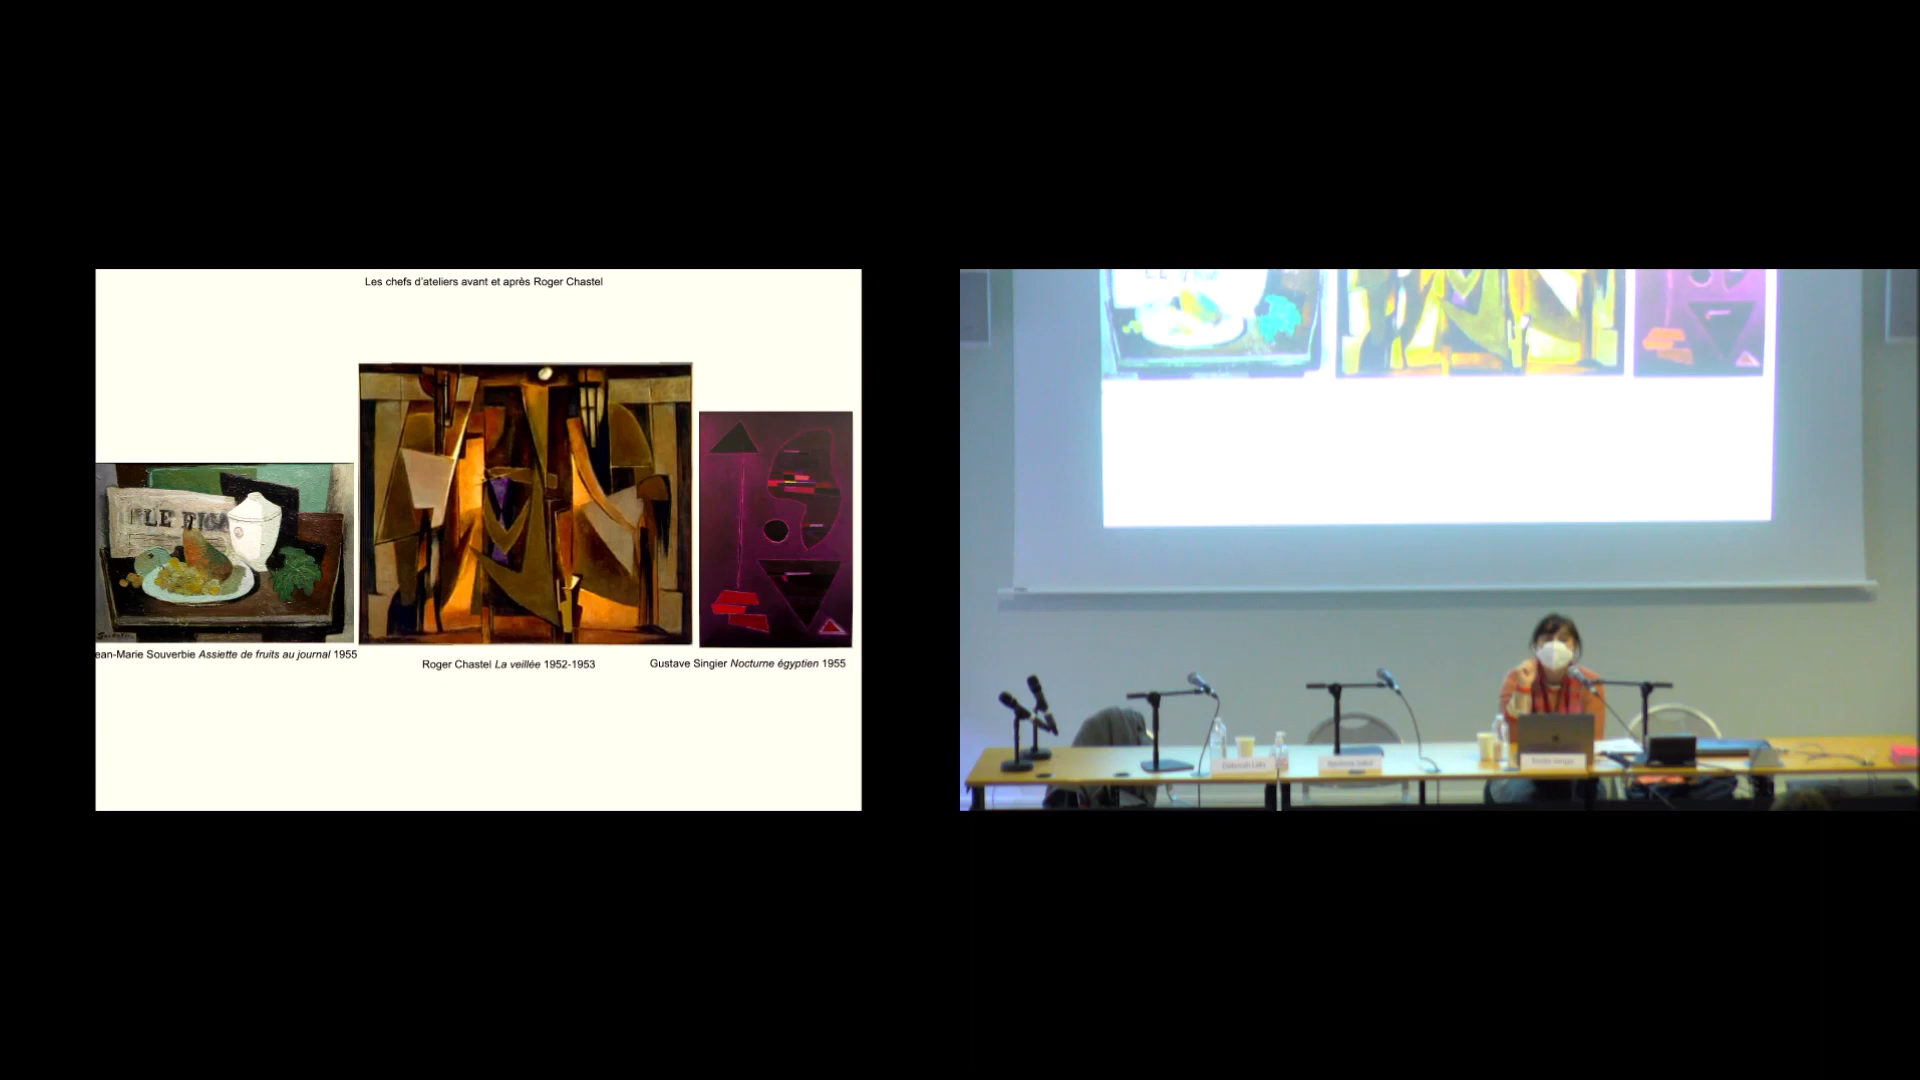 Les chefs d'ateliers avant et après Roger Chastel
LE FIGA
ean-Marie Souverbie Assiette de fruits au journal 1955
Roger Chastel La veillée 1952-1953
Gustave Singier Nocturne égyptien 1955